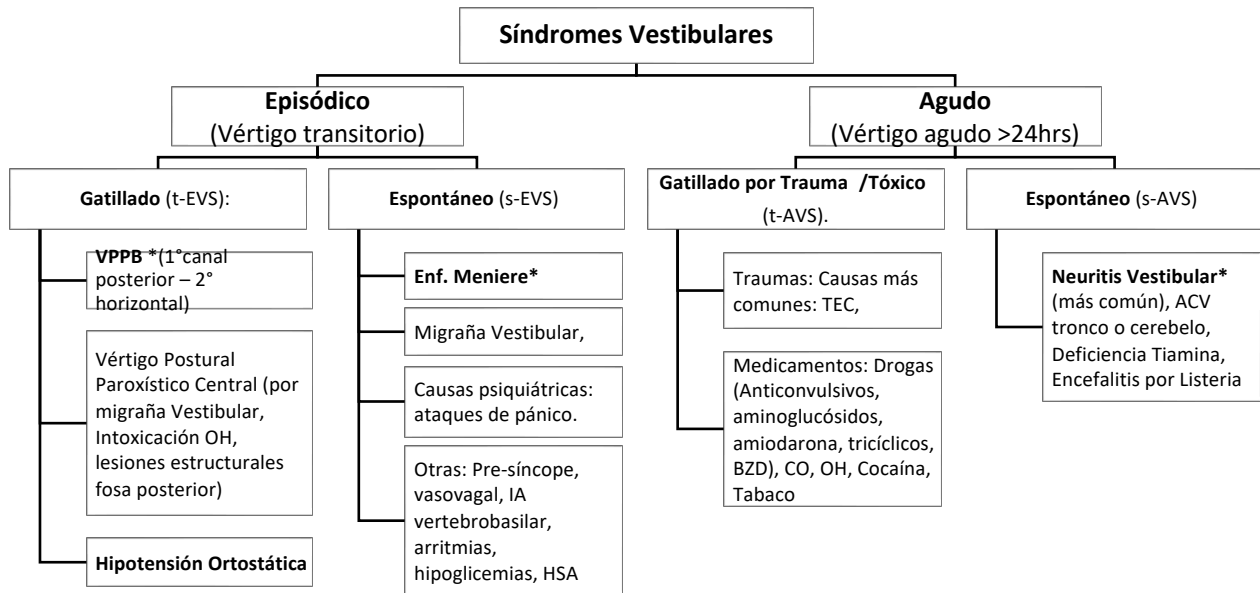 Síndromes Vestibulares
Episódico
(Vértigo transitorio)
Agudo
(Vértigo agudo >24hrs)
Gatillado (t-EVS):
VPPB *(1°canal
posterior – 2°
horizontal)
Vértigo Postural
Paroxístico Central (por
migraña Vestibular,
Intoxicación OH,
lesiones estructurales
fosa posterior)
Hipotensión Ortostática
Espontáneo (s-EVS)
Enf. Meniere*
Migraña Vestibular,
Causas psiquiátricas:
ataques de pánico.
Otras: Pre-síncope,
vasovagal, IA
vertebrobasilar,
arritmias,
hipoglicemias, HSA
Gatillado por Trauma /Tóxico
(t-AVS).
Traumas: Causas más
comunes: TEC,
Medicamentos: Drogas
(Anticonvulsivos,
aminoglucósidos,
amiodarona, tricíclicos,
BZD), CO, OH, Cocaína,
Tabaco
Espontáneo (s-AVS)
Neuritis Vestibular*
(más común), ACV
tronco o cerebelo,
Deficiencia Tiamina,
Encefalitis por Listeria